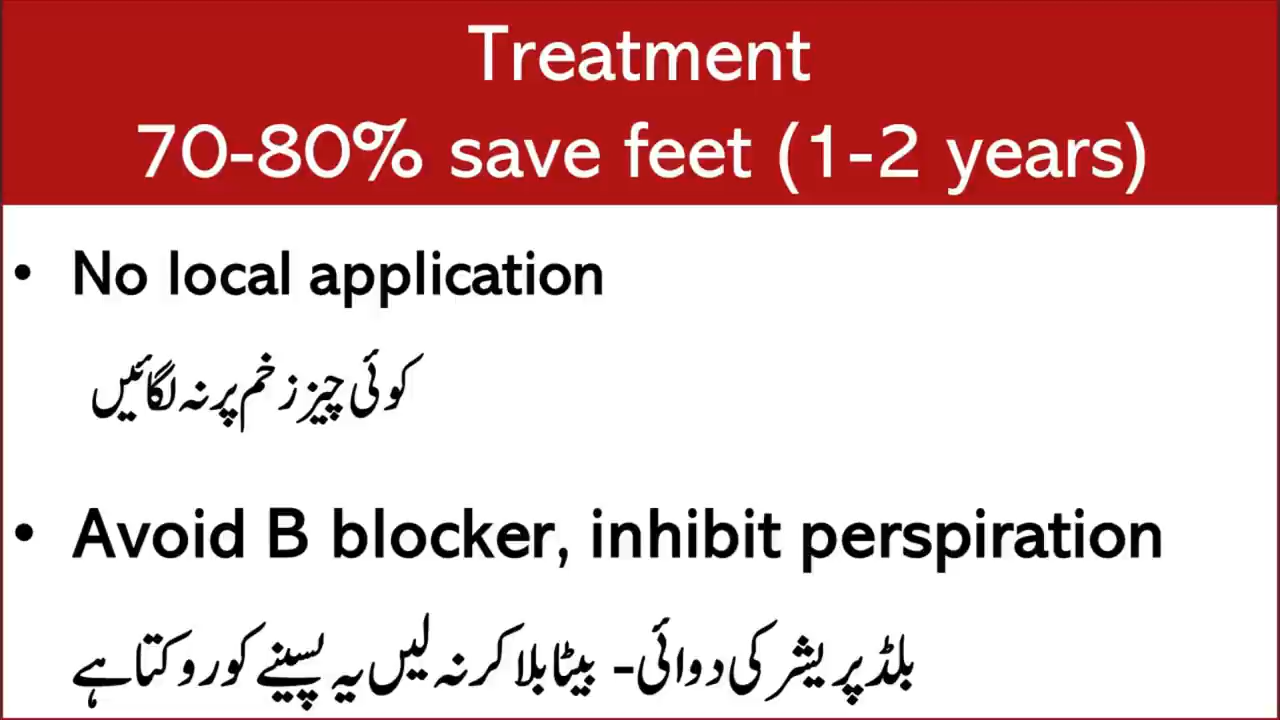 Treatment
70-80% save feet (1-2 years)
• No local application
کوئی چیز زخم پر نہ لگائیں
• Avoid B blocker, inhibit perspiration
بلڈ پریشر کی دوائی - بیٹا بلاکر نہ لیں یہ پسینے کو روکتا ہے